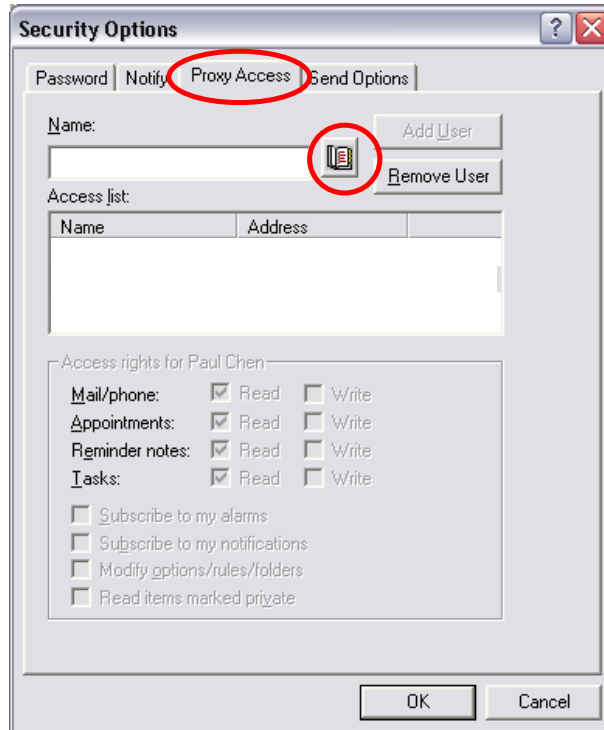 Security Options
Password Notify Proxy Access Send Options
Name:
Add User
Remove User
Access list:
Name Address
Access rights for Paul Chen
Mail/phone: Read Write
Appointments: Read Write
Reminder notes: Read Write
Tasks: Read Write
Subscribe to my alarms
Subscribe to my notifications
Modify options/rules/folders
Read items marked private
OK Cancel